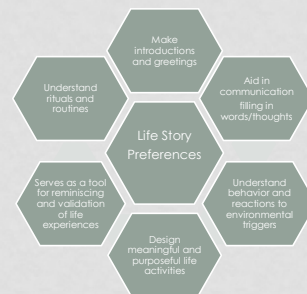 Make
introductions
and greetings
Understand
rituals and
routines
Aid in
communication
filling in
words/thoughts
Life Story
Preferences
Serves as a tool
for reminiscing
and validation
of life
experiences
Understand
behavior and
reactions to
environmental
triggers
Design
meaningful and
purposeful life
activities